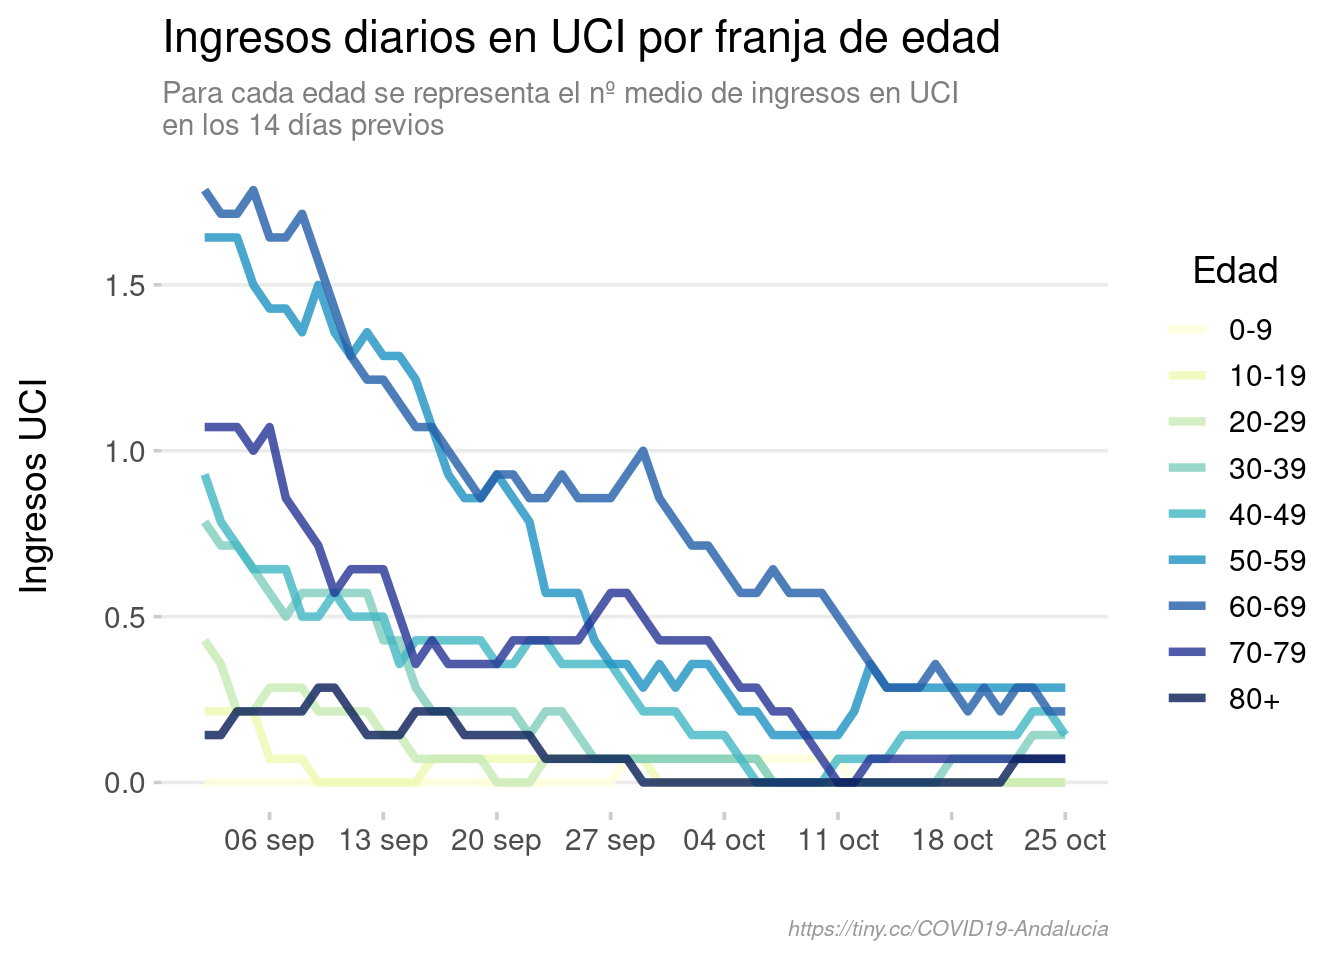 Ingresos diarios en UCI por franja de edad
Para cada edad se representa el nº medio de ingresos en UCI
en los 14 días previos
Ingresos UCI
1.5
1.0
0.5
0.0
06 sep
13 sep
20 sep
27 sep
04 oct
11 oct
18 oct
25 oct
Edad
0-9
10-19
20-29
30-39
40-49
50-59
60-69
70-79
80+
https://tiny.cc/COVID19-Andalucia